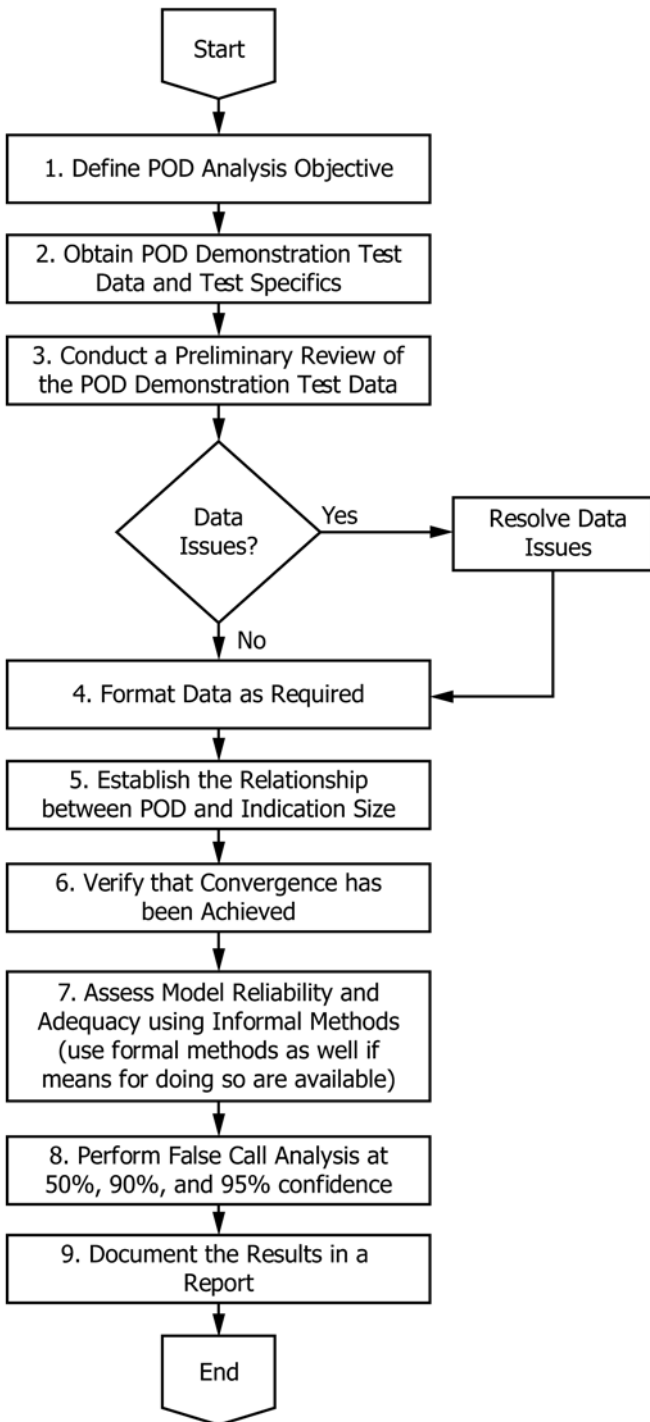 Start
1. Define POD Analysis Objective
2. Obtain POD Demonstration Test
Data and Test Specifics
3. Conduct a Preliminary Review of
the POD Demonstration Test Data
Data
Issues?
Yes
Resolve Data
Issues
No
4. Format Data as Required
5. Establish the Relationship
between POD and Indication Size
6. Verify that Convergence has
been Achieved
7. Assess Model Reliability and
Adequacy using Informal Methods
(use formal methods as well if
means for doing so are available)
8. Perform False Call Analysis at
50%, 90%, and 95% confidence
9. Document the Results in a
Report
End